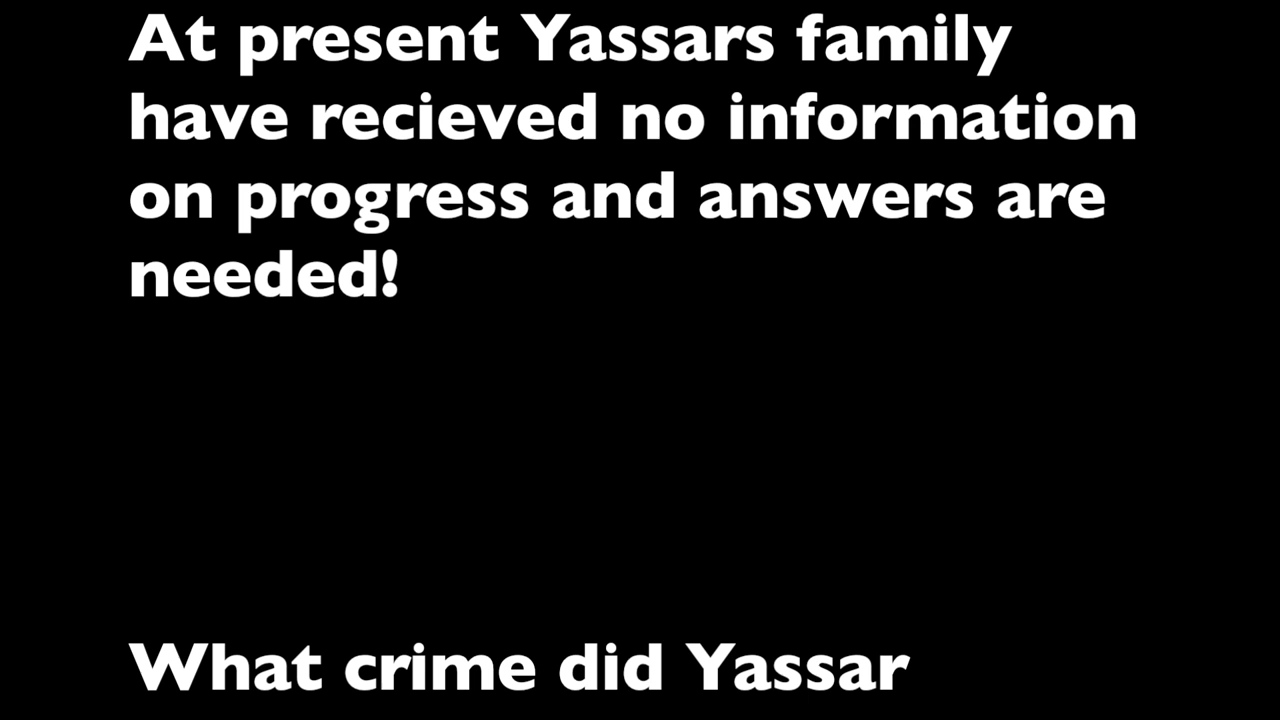 At present Yassars family
have recieved no information
on progress and answers are
needed!
What crime did Yassar